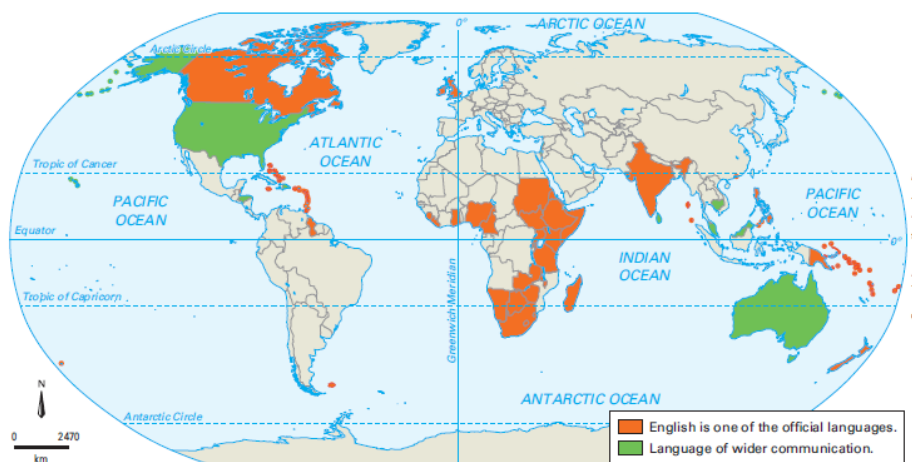 0°
ARCTIC OCEAN
Arctic Circle
ATLANTIC
OCEAN
Tropic of Cancer
PACIFIC
OCEAN
PACIFIC
OCEAN
Equator
0°
INDIAN
OCEAN
Tropic of Capricorn
Greenwich Meridian
N
ANTARCTIC OCEAN
Antarctic Circle
0 2470
km
English is one of the official languages.
Language of wider communication.